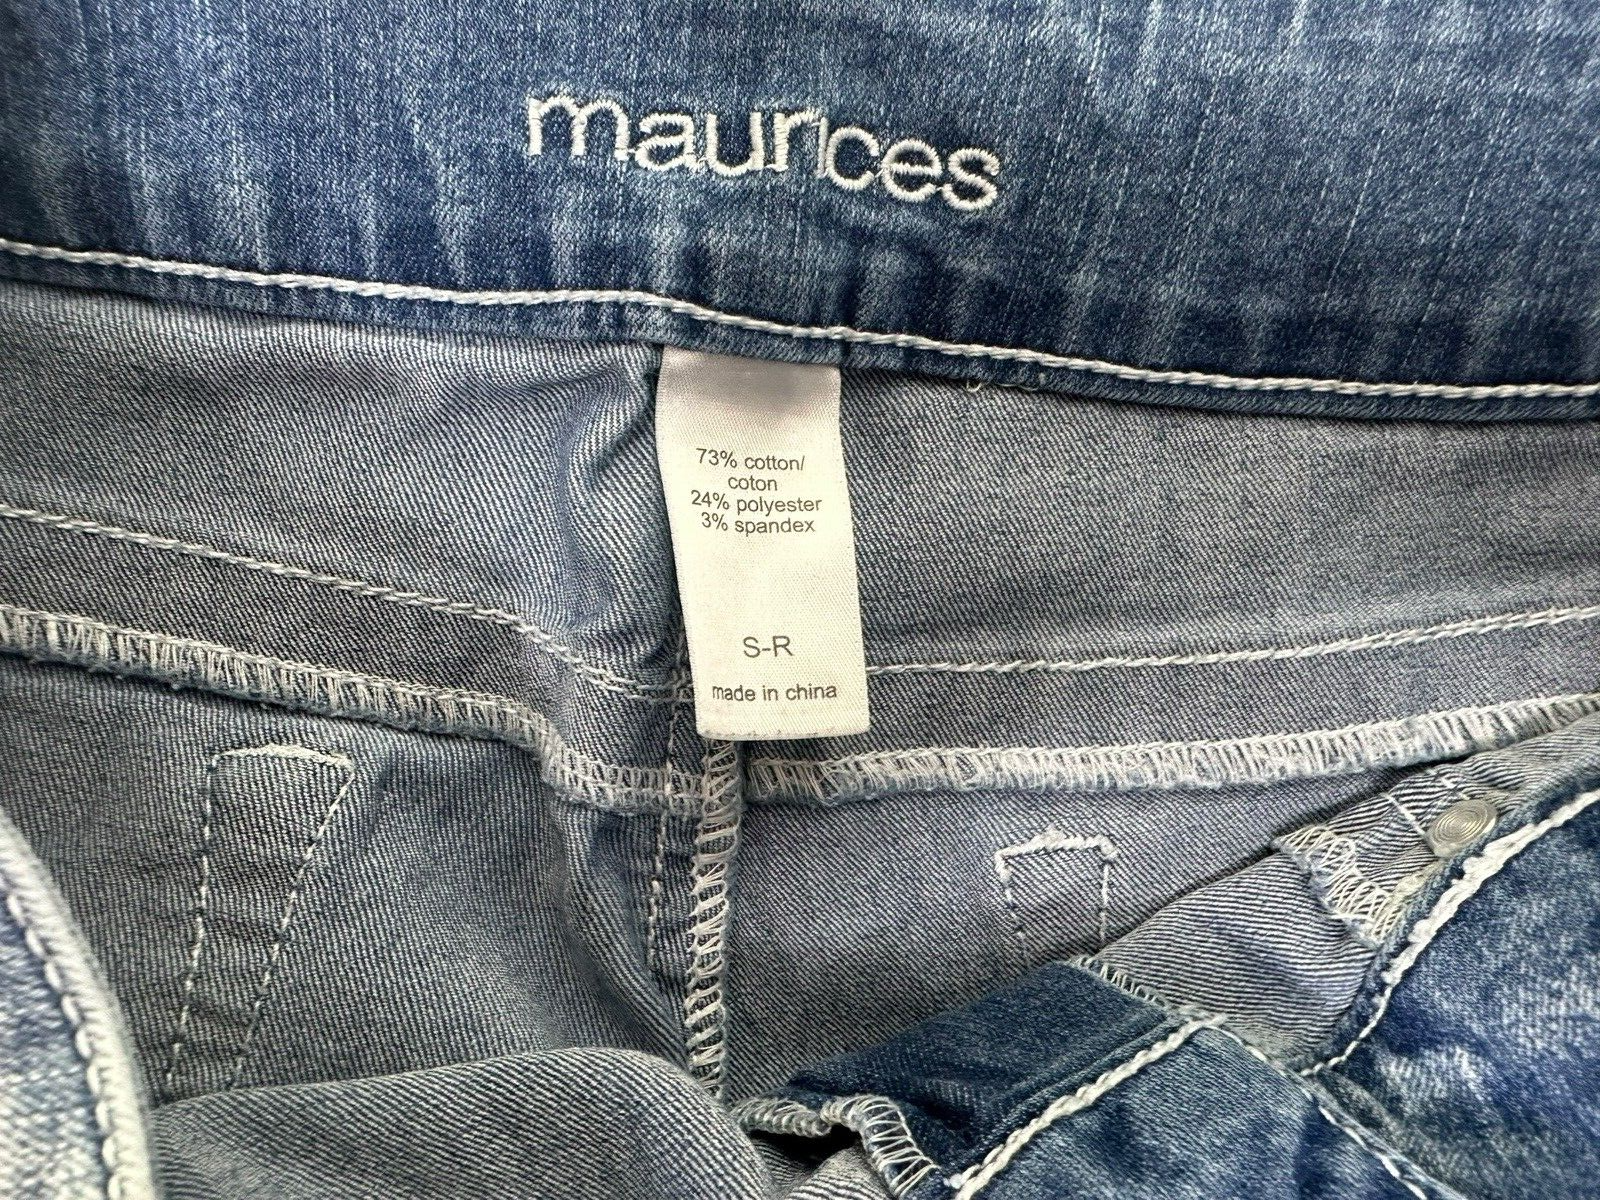 maurices
73% cotton/
coton
24% polyester
3% spandex
S-R
made in china